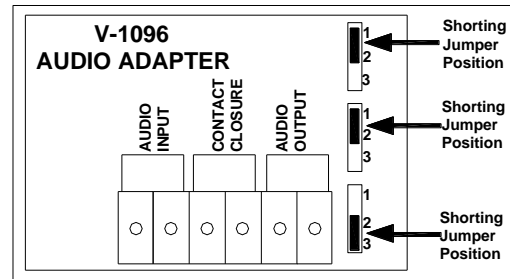 V-1096
AUDIO ADAPTER
AUDIO
INPUT
CONTACT
CLOSURE
AUDIO
OUTPUT
1
2
3
Shorting
Jumper
Position
1
2
3
Shorting
Jumper
Position
1
2
3
Shorting
Jumper
Position